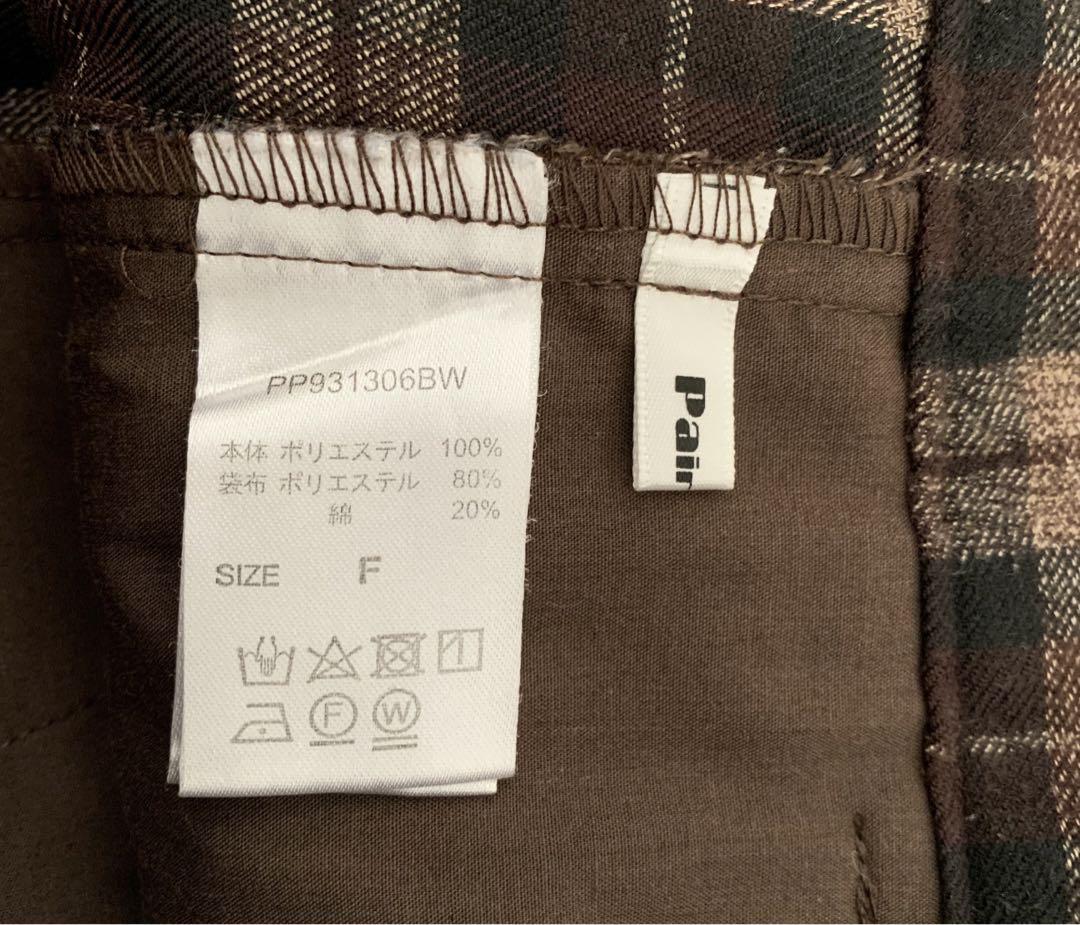 PP931306BW
本体 ポリエステル 100%
袋布 ポリエステル 80%
綿 20%
SIZE F
F W
Pair